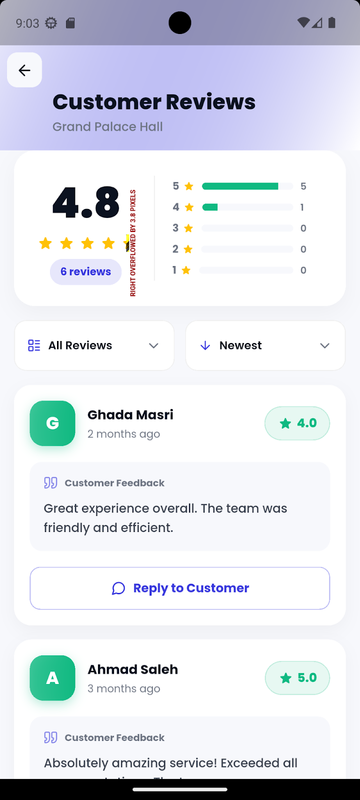 9:03
Customer Reviews
Grand Palace Hall
4.8
6 reviews
RIGHT OVERFLOWED BY 3.8 PIXELS
5 5
4 1
3 0
2 0
1 0
All Reviews
Newest
G
Ghada Masri
2 months ago
4.0
Customer Feedback
Great experience overall. The team was
friendly and efficient.
Reply to Customer
A
Ahmad Saleh
3 months ago
5.0
Customer Feedback
Absolutely amazing service! Exceeded all